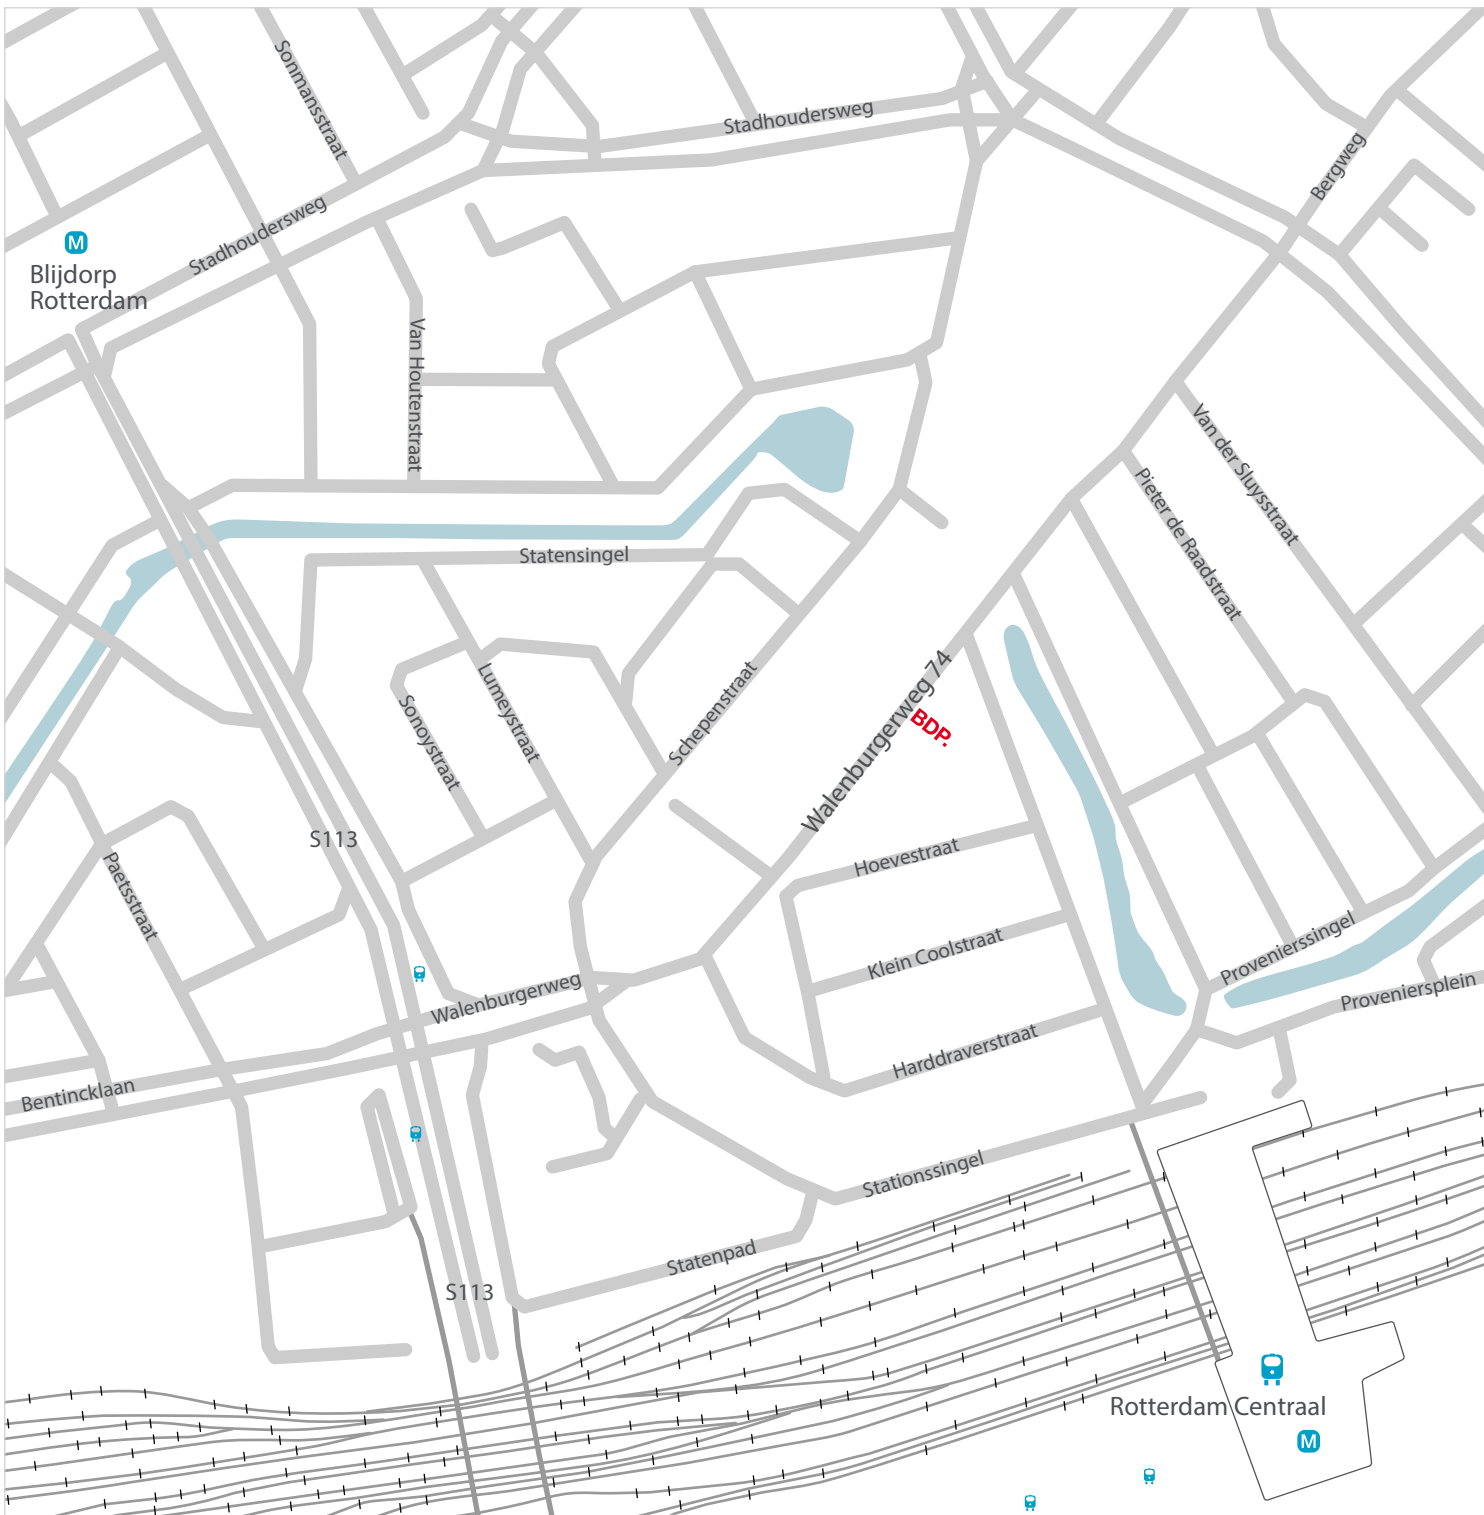 Sonmansstraat
Stadhoudersweg
Bergweg
Stadhoudersweg
M
Blijdorp
Rotterdam
Van Houtenstraat
Van der Sluysstraat
Pieter de Raadstraat
Statensingel
Lumeystraat
Sonoystraat
Schepenstraat
Walenburgerweg 74
BDP.
S113
Hoevestraat
Paetsstraat
Klein Coolstraat
Provenierssingel
Proveniersplein
Walenburgerweg
Harddraverstraat
Bentincklaan
Stationssingel
Statenpad
S113
Rotterdam Centraal
M